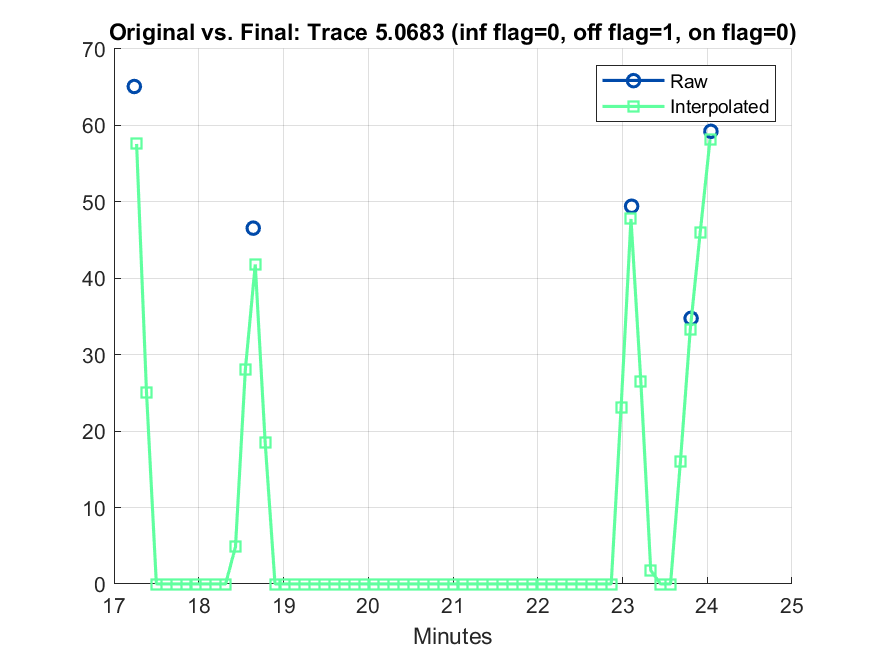 Original vs. Final: Trace 5.0683 (inf flag=0, off flag=1, on flag=0)
70
60
50
40
30
20
10
0
Raw
Interpolated
17 18 19 20 21 22 23 24 25
Minutes